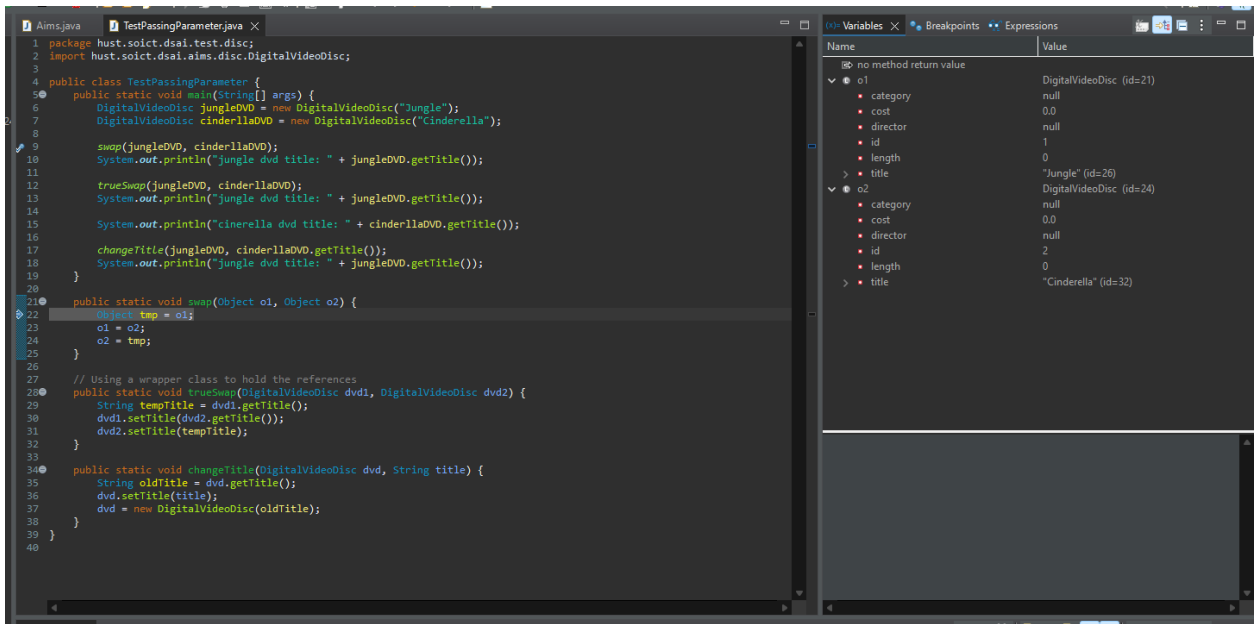 Aims.java TestPassingParameter.java
1 package hust.soict.dsai.test.disc;
2 import hust.soict.dsai.aims.disc.DigitalVideoDisc;
3
4 public class TestPassingParameter {
5 public static void main(String[] args) {
6 DigitalVideoDisc jungleDVD = new DigitalVideoDisc("Jungle");
7 DigitalVideoDisc cinderllaDVD = new DigitalVideoDisc("Cinderella");
8
9 swap(jungleDVD, cinderllaDVD);
10 System.out.println("jungle dvd title: " + jungleDVD.getTitle());
11
12 trueSwap(jungleDVD, cinderllaDVD);
13 System.out.println("jungle dvd title: " + jungleDVD.getTitle());
14
15 System.out.println("cinerella dvd title: " + cinderllaDVD.getTitle());
16
17 changeTitle(jungleDVD, cinderllaDVD.getTitle());
18 System.out.println("jungle dvd title: " + jungleDVD.getTitle());
19 }
20
21 public static void swap(Object o1, Object o2) {
22 Object tmp = o1;
23 o1 = o2;
24 o2 = tmp;
25 }
26
27 // Using a wrapper class to hold the references
28 public static void trueSwap(DigitalVideoDisc dvd1, DigitalVideoDisc dvd2) {
29 String tempTitle = dvd1.getTitle();
30 dvd1.setTitle(dvd2.getTitle());
31 dvd2.setTitle(tempTitle);
32 }
33
34 public static void changeTitle(DigitalVideoDisc dvd, String title) {
35 String oldTitle = dvd.getTitle();
36 dvd.setTitle(title);
37 dvd = new DigitalVideoDisc(oldTitle);
38 }
39 }
40
(x)= Variables Breakpoints Expressions
Name Value
no method return value
o1 DigitalVideoDisc (id=21)
category null
cost 0.0
director null
id 1
length 0
title "Jungle" (id=26)
o2 DigitalVideoDisc (id=24)
category null
cost 0.0
director null
id 2
length 0
title "Cinderella" (id=32)